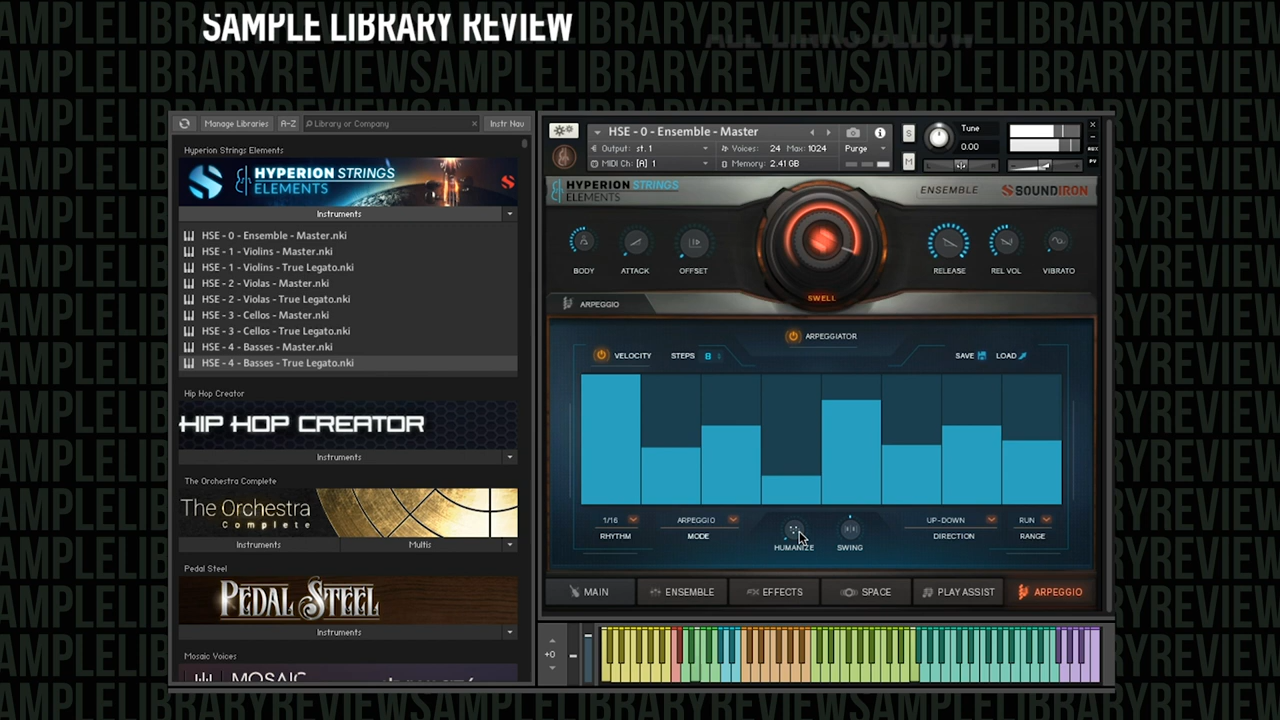 SAMPLE LIBRARY REVIEW
Manage Libraries
A-Z
Library or Company
Instr Nav
Hyperion Strings Elements
HYPERION STRINGS
ELEMENTS
Instruments
HSE - 0 - Ensemble - Master.nki
HSE - 1 - Violins - Master.nki
HSE - 1 - Violins - True Legato.nki
HSE - 2 - Violas - Master.nki
HSE - 2 - Violas - True Legato.nki
HSE - 3 - Cellos - Master.nki
HSE - 3 - Cellos - True Legato.nki
HSE - 4 - Basses - Master.nki
HSE - 4 - Basses - True Legato.nki
Hip Hop Creator
HIP HOP CREATOR
Instruments
The Orchestra Complete
The Orchestra
Complete
Instruments
Multis
Pedal Steel
PEDAL STEEL
Instruments
Mosaic Voices
MOSAIC
HSE - 0 - Ensemble - Master
Output: st. 1
Voices: 24 Max: 1024
Purge
MIDI Ch: [A] 1
Memory: 2.41 GB
S
M
Tune
0.00
AUX
PV
HYPERION STRINGS
ELEMENTS
ENSEMBLE
SOUNDIRON
BODY
ATTACK
OFFSET
SWELL
RELEASE
REL VOL
VIBRATO
ARPEGGIO
ARPEGGIATOR
VELOCITY
STEPS 8
SAVE
LOAD
1/16
RHYTHM
ARPEGGIO
MODE
HUMANIZE
SWING
UP-DOWN
DIRECTION
RUN
RANGE
MAIN
ENSEMBLE
FX EFFECTS
SPACE
PLAY ASSIST
ARPEGGIO
+0